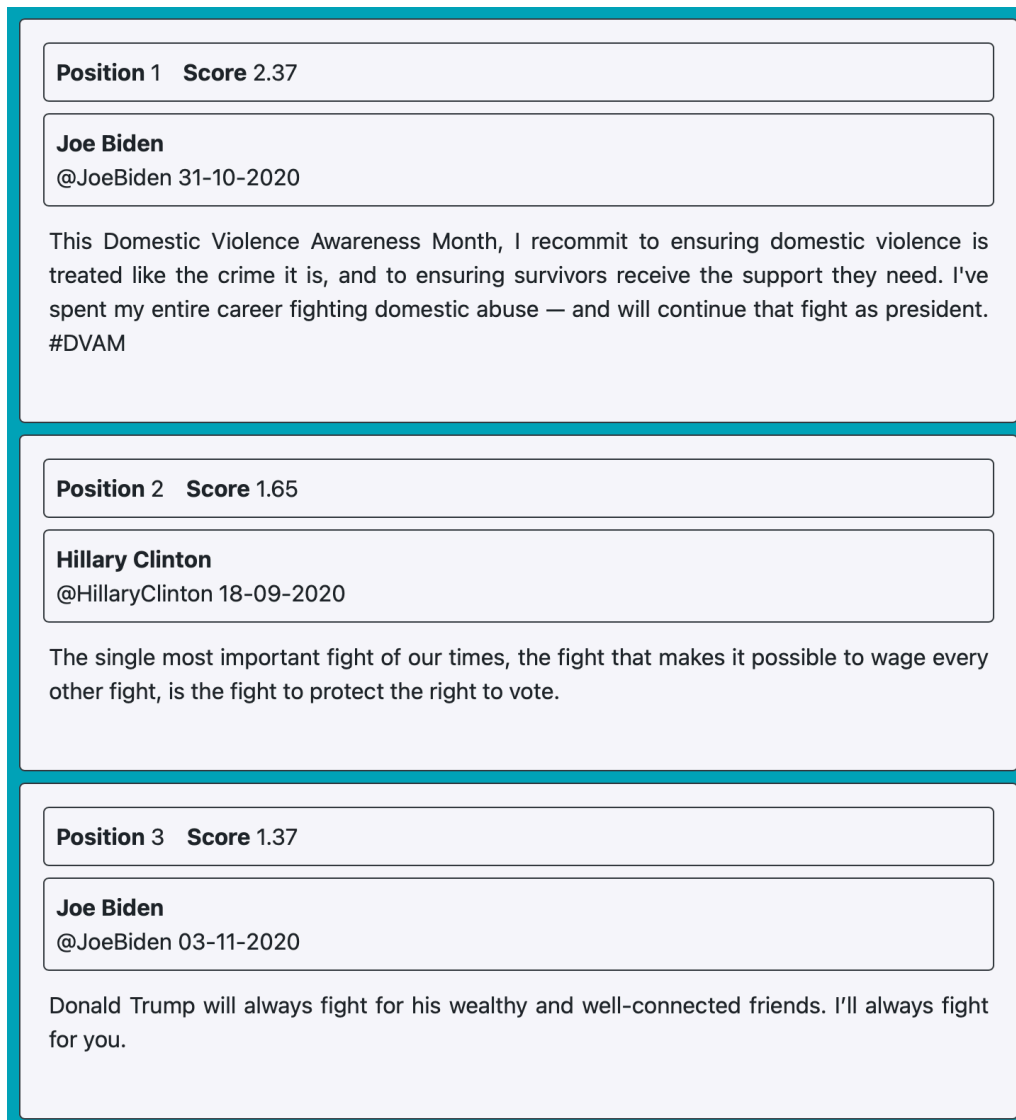 Position 1 Score 2.37
Joe Biden
@JoeBiden 31-10-2020
This Domestic Violence Awareness Month, I recommit to ensuring domestic violence is
treated like the crime it is, and to ensuring survivors receive the support they need. I've
spent my entire career fighting domestic abuse — and will continue that fight as president.
#DVAM
Position 2 Score 1.65
Hillary Clinton
@HillaryClinton 18-09-2020
The single most important fight of our times, the fight that makes it possible to wage every
other fight, is the fight to protect the right to vote.
Position 3 Score 1.37
Joe Biden
@JoeBiden 03-11-2020
Donald Trump will always fight for his wealthy and well-connected friends. I’ll always fight
for you.